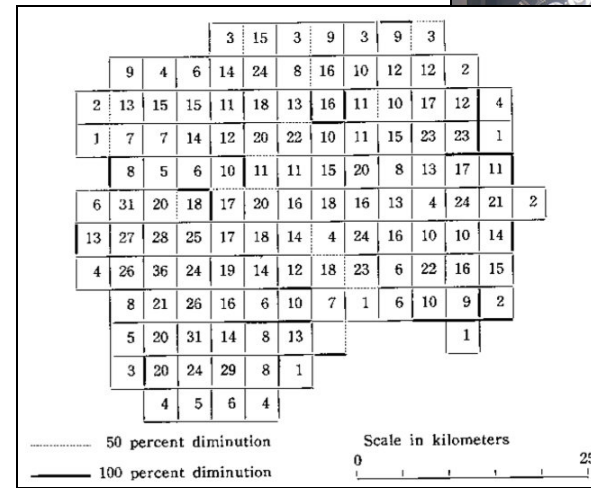 3 15 3 9 3 9 3
9 4 6 14 24 8 16 10 12 12 2
2 13 15 15 11 18 13 16 11 10 17 12 4
1 7 7 14 12 20 22 10 11 15 23 23 1
8 5 6 10 11 11 15 20 8 13 17 11
6 31 20 18 17 20 16 18 16 13 4 24 21 2
13 27 28 25 17 18 14 4 24 16 10 10 14
4 26 36 24 19 14 12 18 23 6 22 16 15
8 21 26 16 6 10 7 1 6 10 9 2
5 20 31 14 8 13 1
3 20 24 29 8 1
4 5 6 4
50 percent diminution
100 percent diminution
Scale in kilometers
0 25